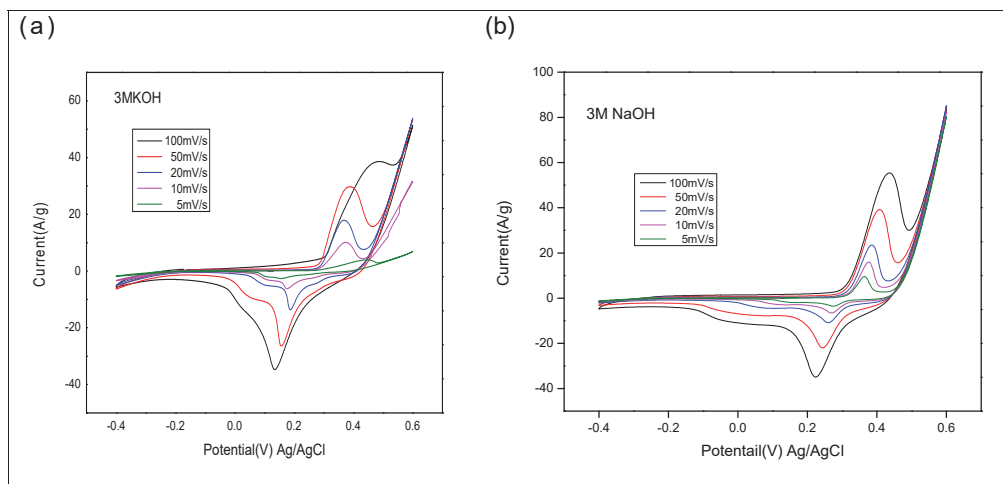 (a)
3MKOH
100mV/s
50mV/s
20mV/s
10mV/s
5mV/s
60
40
20
0
-20
-40
-0.4
-0.2
0.0
0.2
0.4
0.6
Current(A/g)
Potential(V) Ag/AgCl
(b)
3M NaOH
100mV/s
50mV/s
20mV/s
10mV/s
5mV/s
100
80
60
40
20
0
-20
-40
-0.4
-0.2
0.0
0.2
0.4
0.6
Current(A/g)
Potentail(V) Ag/AgCl